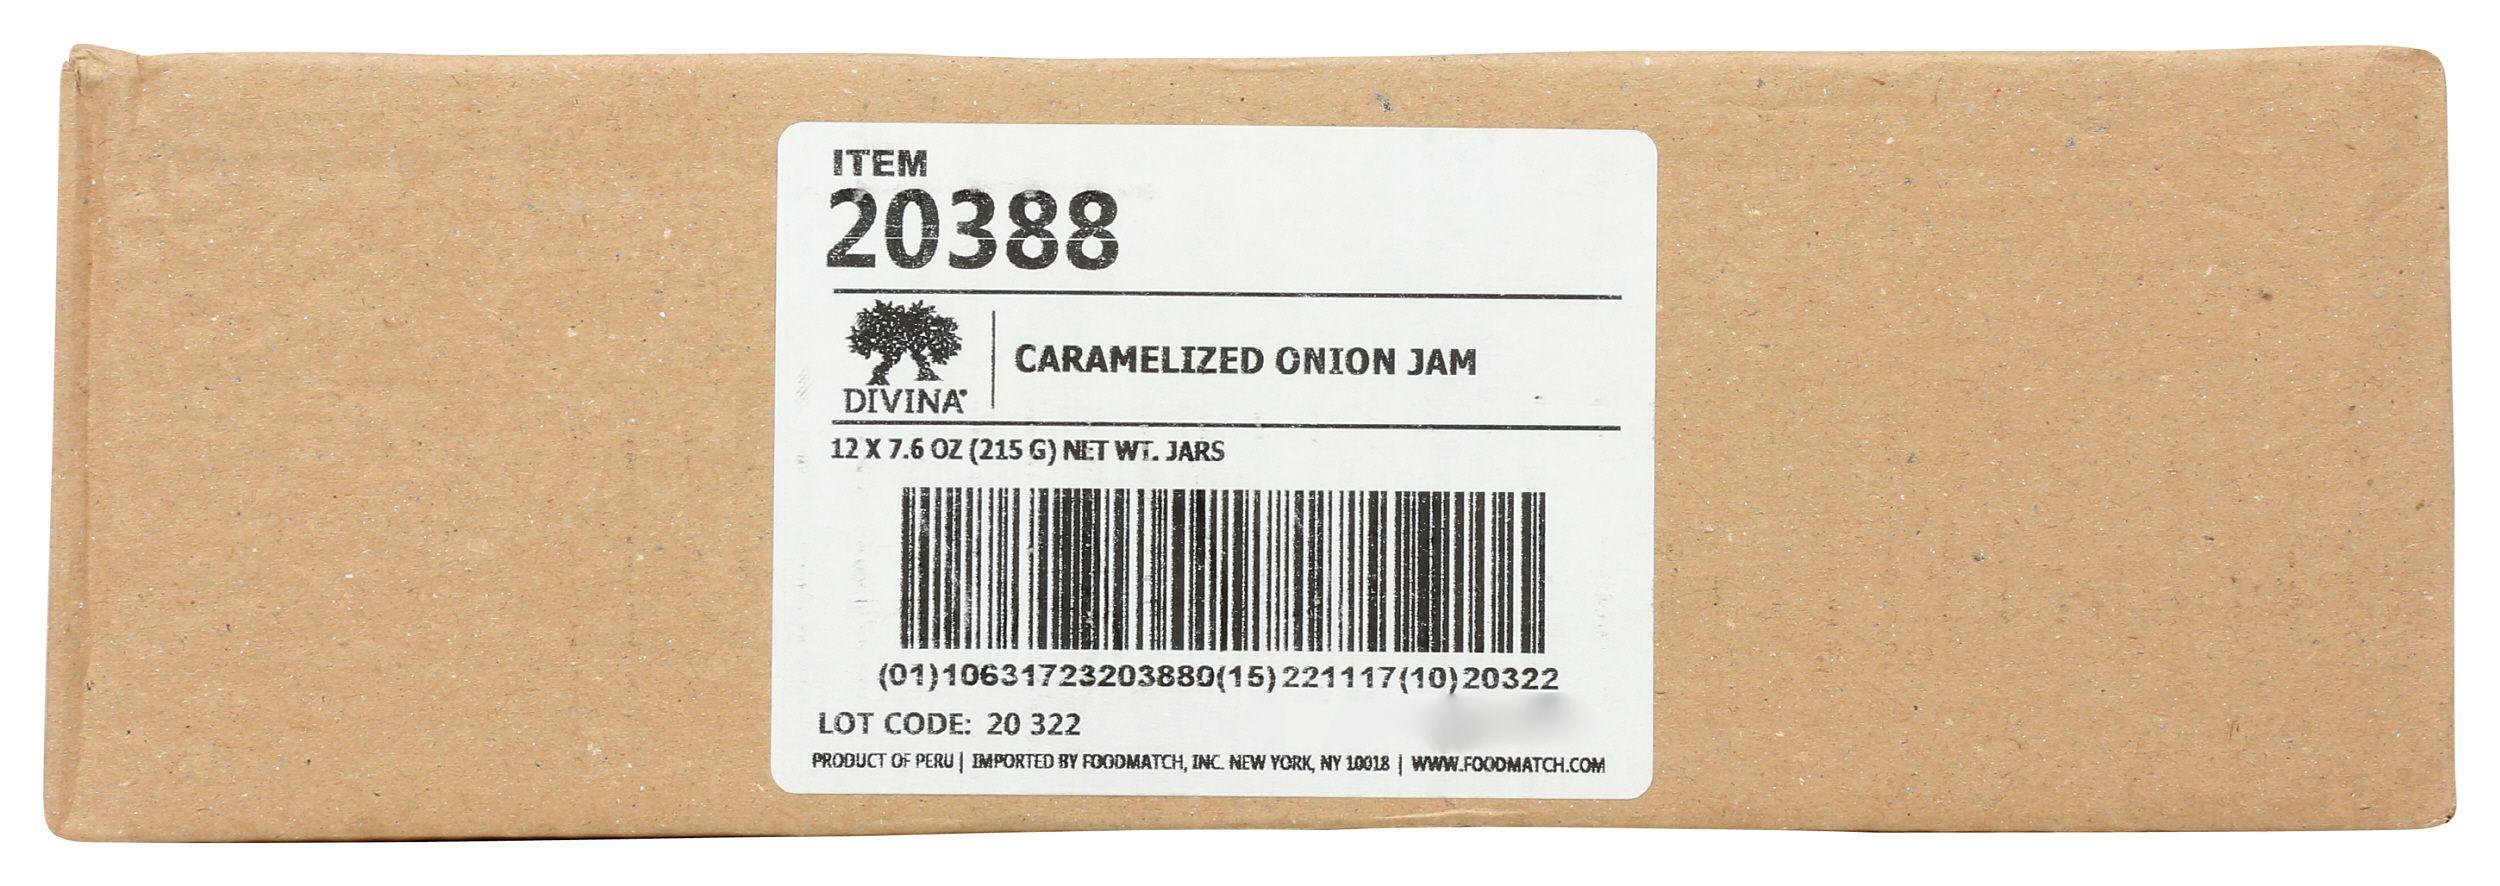 ITEM
20388
DIVINA®
CARAMELIZED ONION JAM
12 X 7.6 OZ (215 G) NET WT. JARS
(01)10631723203880(15)221117(10)20322
LOT CODE: 20 322
PRODUCT OF PERU | IMPORTED BY FOODMATCH, INC. NEW YORK, NY 10018 | WWW.FOODMATCH.COM